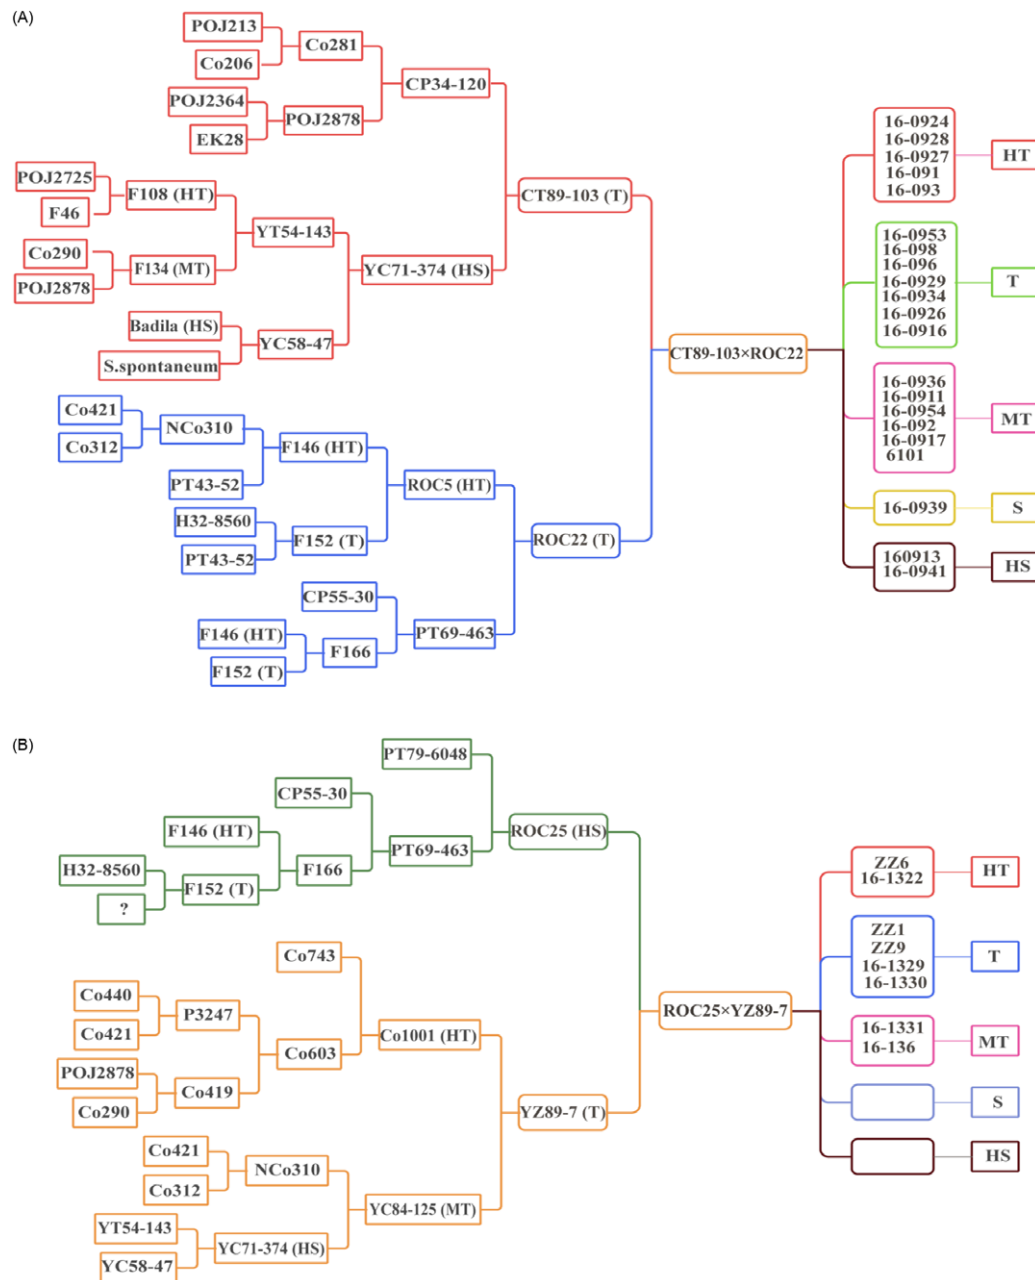 (A)
POJ213
Co206
Co281
POJ2364
EK28
POJ2878
CP34-120
POJ2725
F46
F108 (HT)
Co290
POJ2878
F134 (MT)
YT54-143
Badila (HS)
S.spontaneum
YC58-47
YC71-374 (HS)
CT89-103 (T)
Co421
Co312
NCo310
PT43-52
F146 (HT)
H32-8560
PT43-52
F152 (T)
ROC5 (HT)
CP55-30
F146 (HT)
F152 (T)
F166
PT69-463
ROC22 (T)
CT89-103×ROC22
16-0924
16-0928
16-0927
16-091
16-093
HT
16-0953
16-098
16-096
16-0929
16-0934
16-0926
16-0916
T
16-0936
16-0911
16-0954
16-092
16-0917
6101
MT
16-0939
S
160913
16-0941
HS
(B)
PT79-6048
CP55-30
F146 (HT)
H32-8560
?
F152 (T)
F166
PT69-463
ROC25 (HS)
Co743
Co440
Co421
P3247
POJ2878
Co290
Co419
Co603
Co1001 (HT)
Co421
Co312
NCo310
YT54-143
YC58-47
YC71-374 (HS)
YC84-125 (MT)
YZ89-7 (T)
ROC25×YZ89-7
ZZ6
16-1322
HT
ZZ1
ZZ9
16-1329
16-1330
T
16-1331
16-136
MT
S
HS